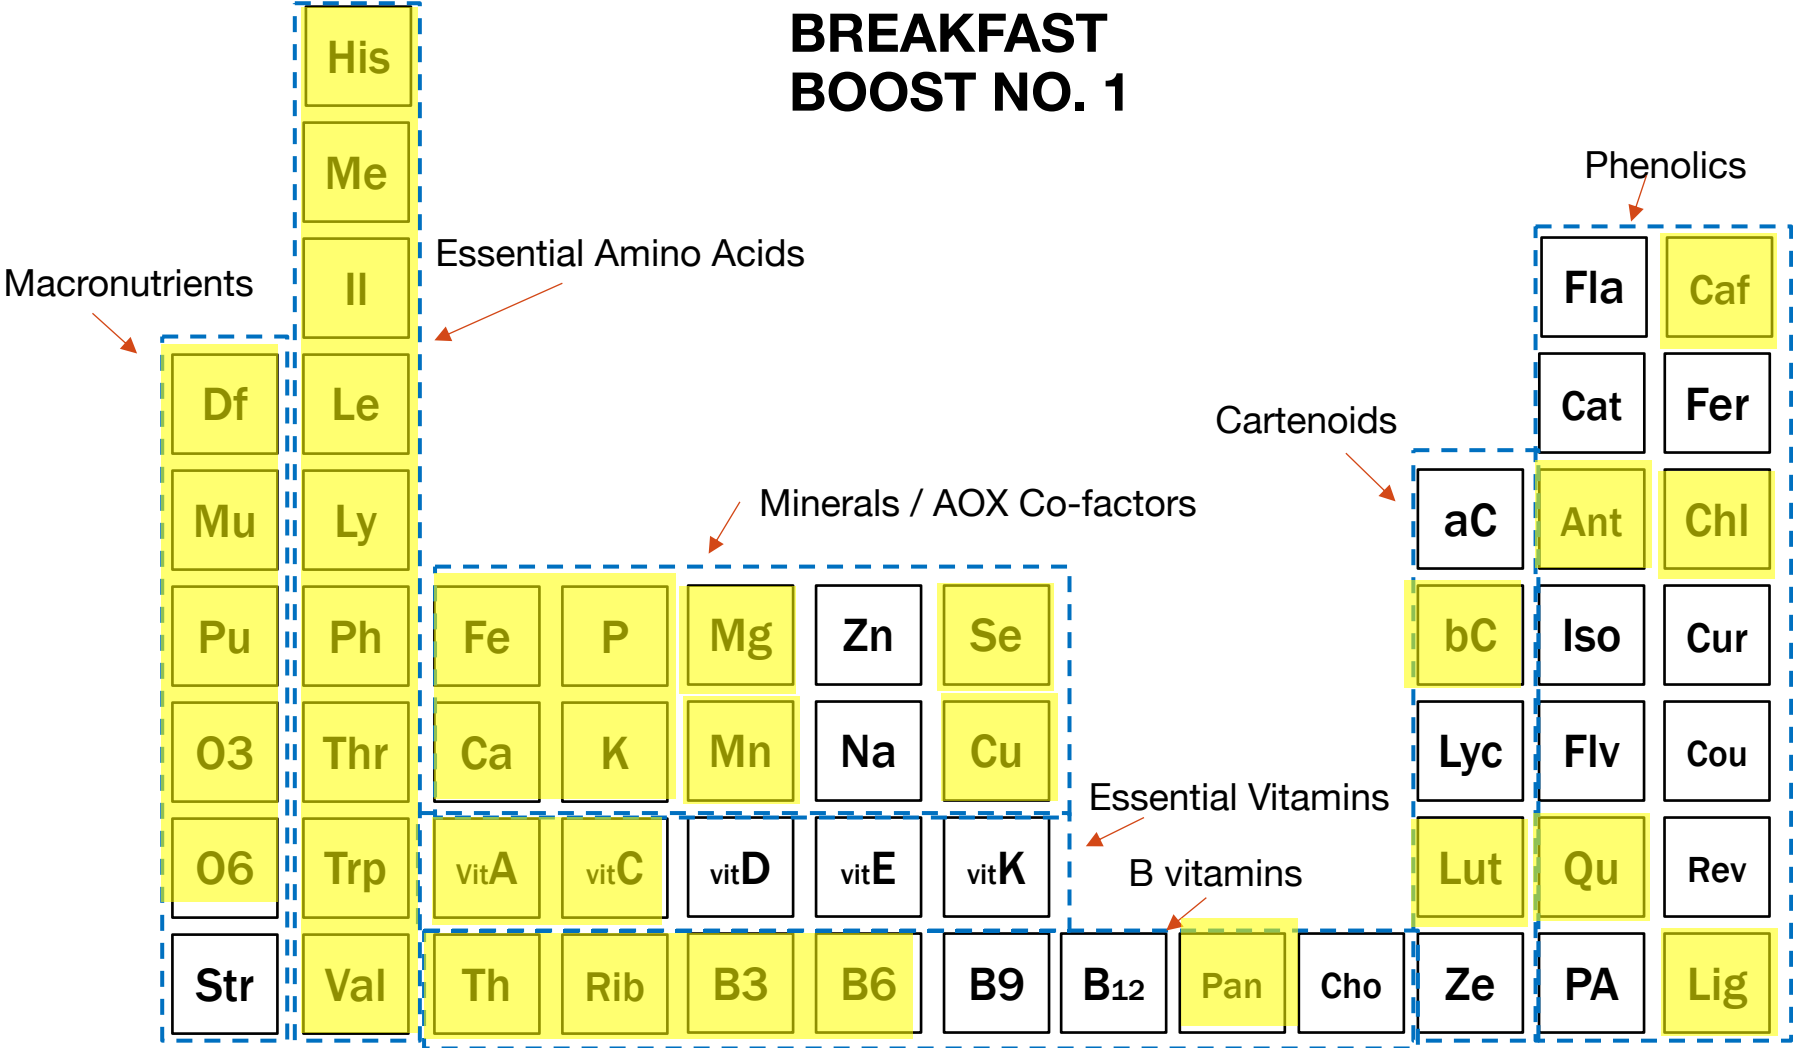 BREAKFAST
BOOST NO. 1
His
Me
Phenolics
Essential Amino Acids
Macronutrients
Il
Fla Caf
Df Le
Cartenoids
Cat Fer
Mu Ly
Minerals / AOX Co-factors
aC Ant Chl
Pu Ph Fe P Mg Zn Se bC Iso Cur
O3 Thr Ca K Mn Na Cu Lyc Flv Cou
Essential Vitamins
O6 Trp vitA vitC vitD vitE vitK
B vitamins
Lut Qu Rev
Str Val Th Rib B3 B6 B9 B12 Pan Cho Ze PA Lig